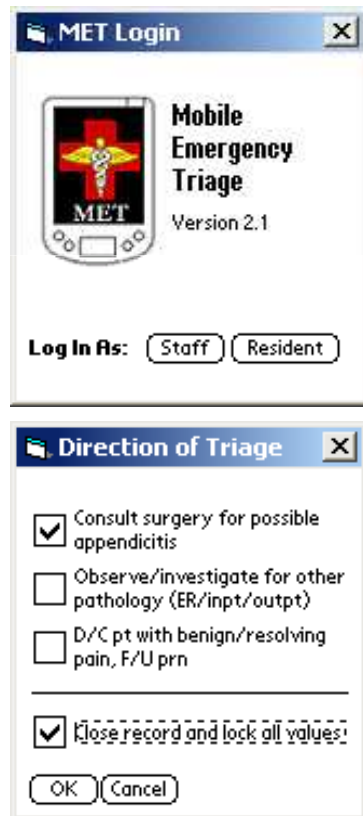 MET Login
Mobile
Emergency
Triage
MET
Version 2.1
Log In As: Staff Resident
Direction of Triage
Consult surgery for possible
appendicitis
Observe/investigate for other
pathology (ER/inpt/outpt)
D/C pt with benign/resolving
pain, F/U prn
Close record and lock all values
OK Cancel